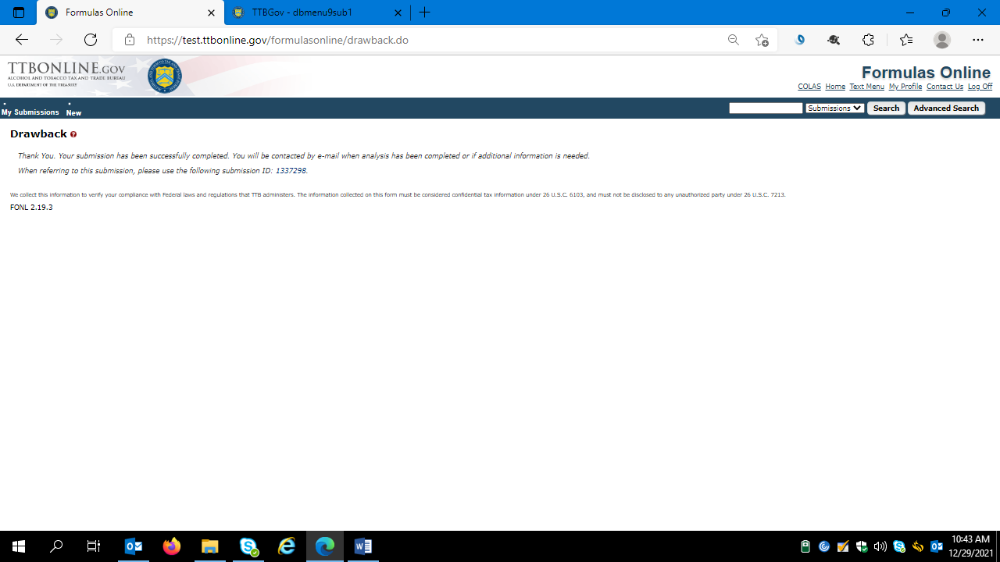 Formulas Online
TTBGov - dbmenu9sub1
https://test.ttbonline.gov/formulasonline/drawback.do
TTBONLINE.GOV
ALCOHOL AND TOBACCO TAX AND TRADE BUREAU
U.S. DEPARTMENT OF THE TREASURY
Formulas Online
COLAS Home Text Menu My Profile Contact Us Log Off
My Submissions New
Submissions Search Advanced Search
Drawback ?
Thank You. Your submission has been successfully completed. You will be contacted by e-mail when analysis has been completed or if additional information is needed.
When referring to this submission, please use the following submission ID: 1337298.
We collect this information to verify your compliance with Federal laws and regulations that TTB administers. The information collected on this form must be considered confidential tax information under 26 U.S.C. 6103, and must not be disclosed to any unauthorized party under 26 U.S.C. 7213.
FONL 2.19.3
10:43 AM
12/29/2021